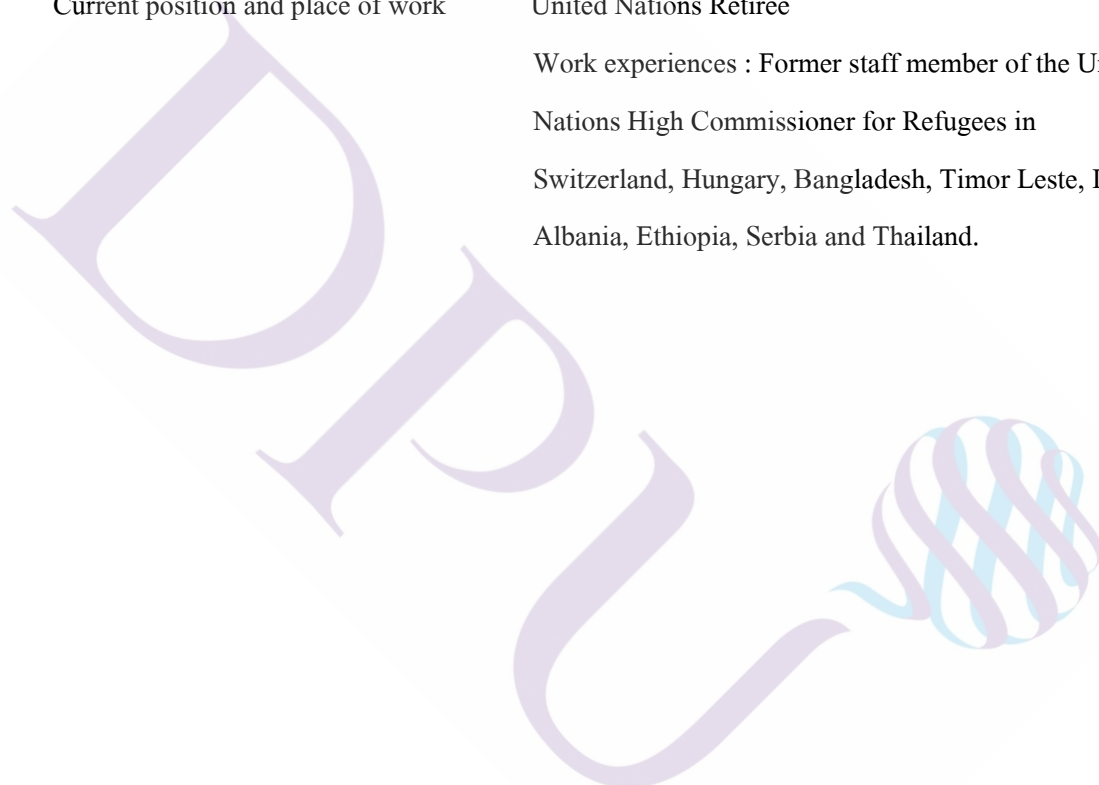 Current position and place of work United Nations Retiree
Work experiences : Former staff member of the
Nations High Commissioner for Refugees in
Switzerland, Hungary, Bangladesh, Timor Leste,
Albania, Ethiopia, Serbia and Thailand.
DPU